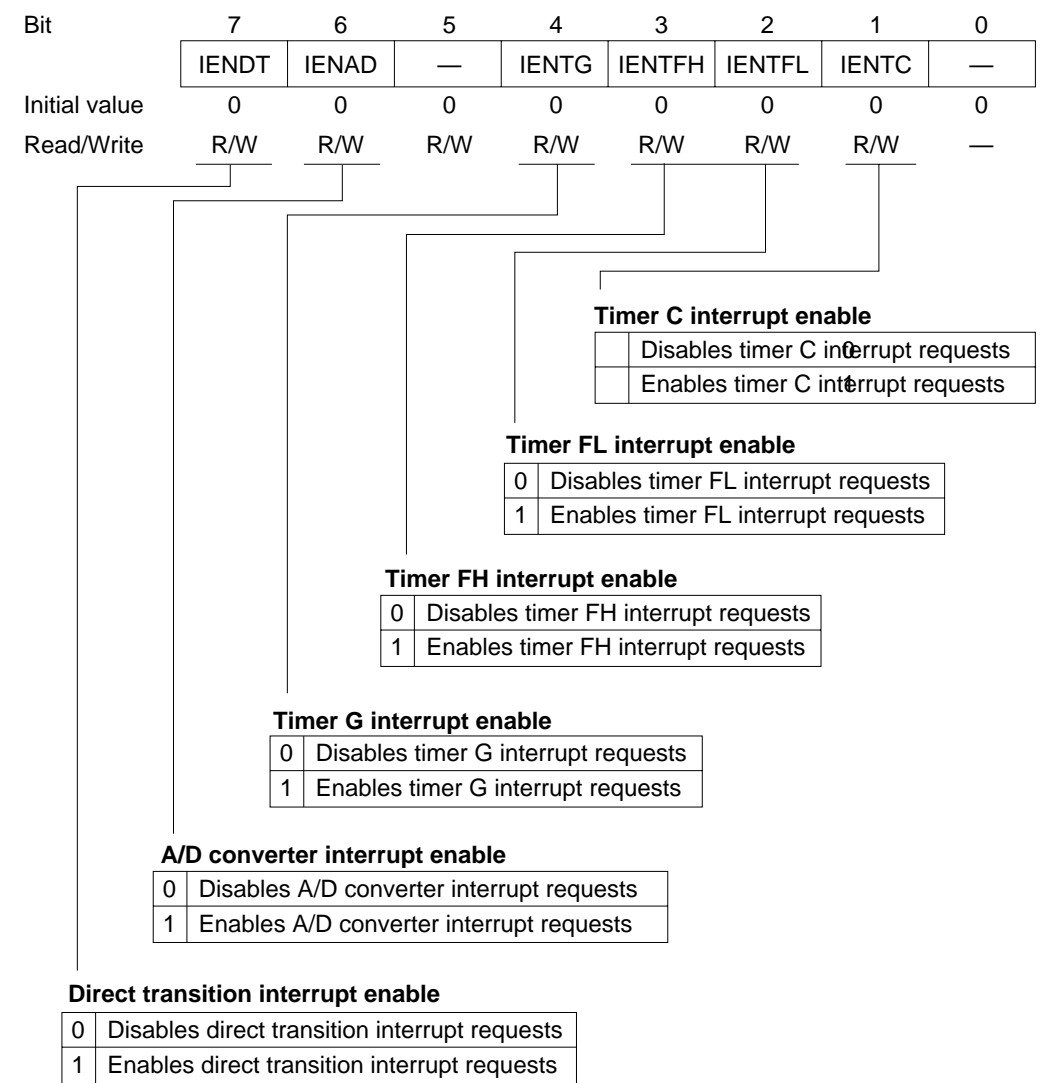 Bit 7 6 5 4 3 2 1 0
IENDT IENAD — IENTG IENTFH IENTFL IENTC —
Initial value 0 0 0 0 0 0 0 0
Read/Write R/W R/W R/W R/W R/W R/W R/W —
Timer C interrupt enable
0 Disables timer C interrupt requests
1 Enables timer C interrupt requests
Timer FL interrupt enable
0 Disables timer FL interrupt requests
1 Enables timer FL interrupt requests
Timer FH interrupt enable
0 Disables timer FH interrupt requests
1 Enables timer FH interrupt requests
Timer G interrupt enable
0 Disables timer G interrupt requests
1 Enables timer G interrupt requests
A/D converter interrupt enable
0 Disables A/D converter interrupt requests
1 Enables A/D converter interrupt requests
Direct transition interrupt enable
0 Disables direct transition interrupt requests
1 Enables direct transition interrupt requests